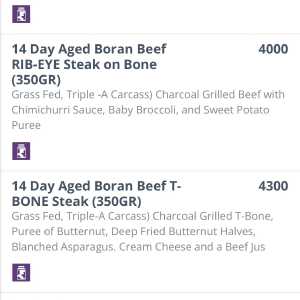 14 Day Aged Boran Beef 4000
RIB-EYE Steak on Bone
(350GR)
Grass Fed, Triple -A Carcass) Charcoal Grilled Beef with
Chimichurri Sauce, Baby Broccoli, and Sweet Potato
Puree
14 Day Aged Boran Beef T- 4300
BONE Steak (350GR)
Grass Fed, Triple-A Carcass) Charcoal Grilled T-Bone,
Puree of Butternut, Deep Fried Butternut Halves,
Blanched Asparagus, Cream Cheese and a Beef Jus